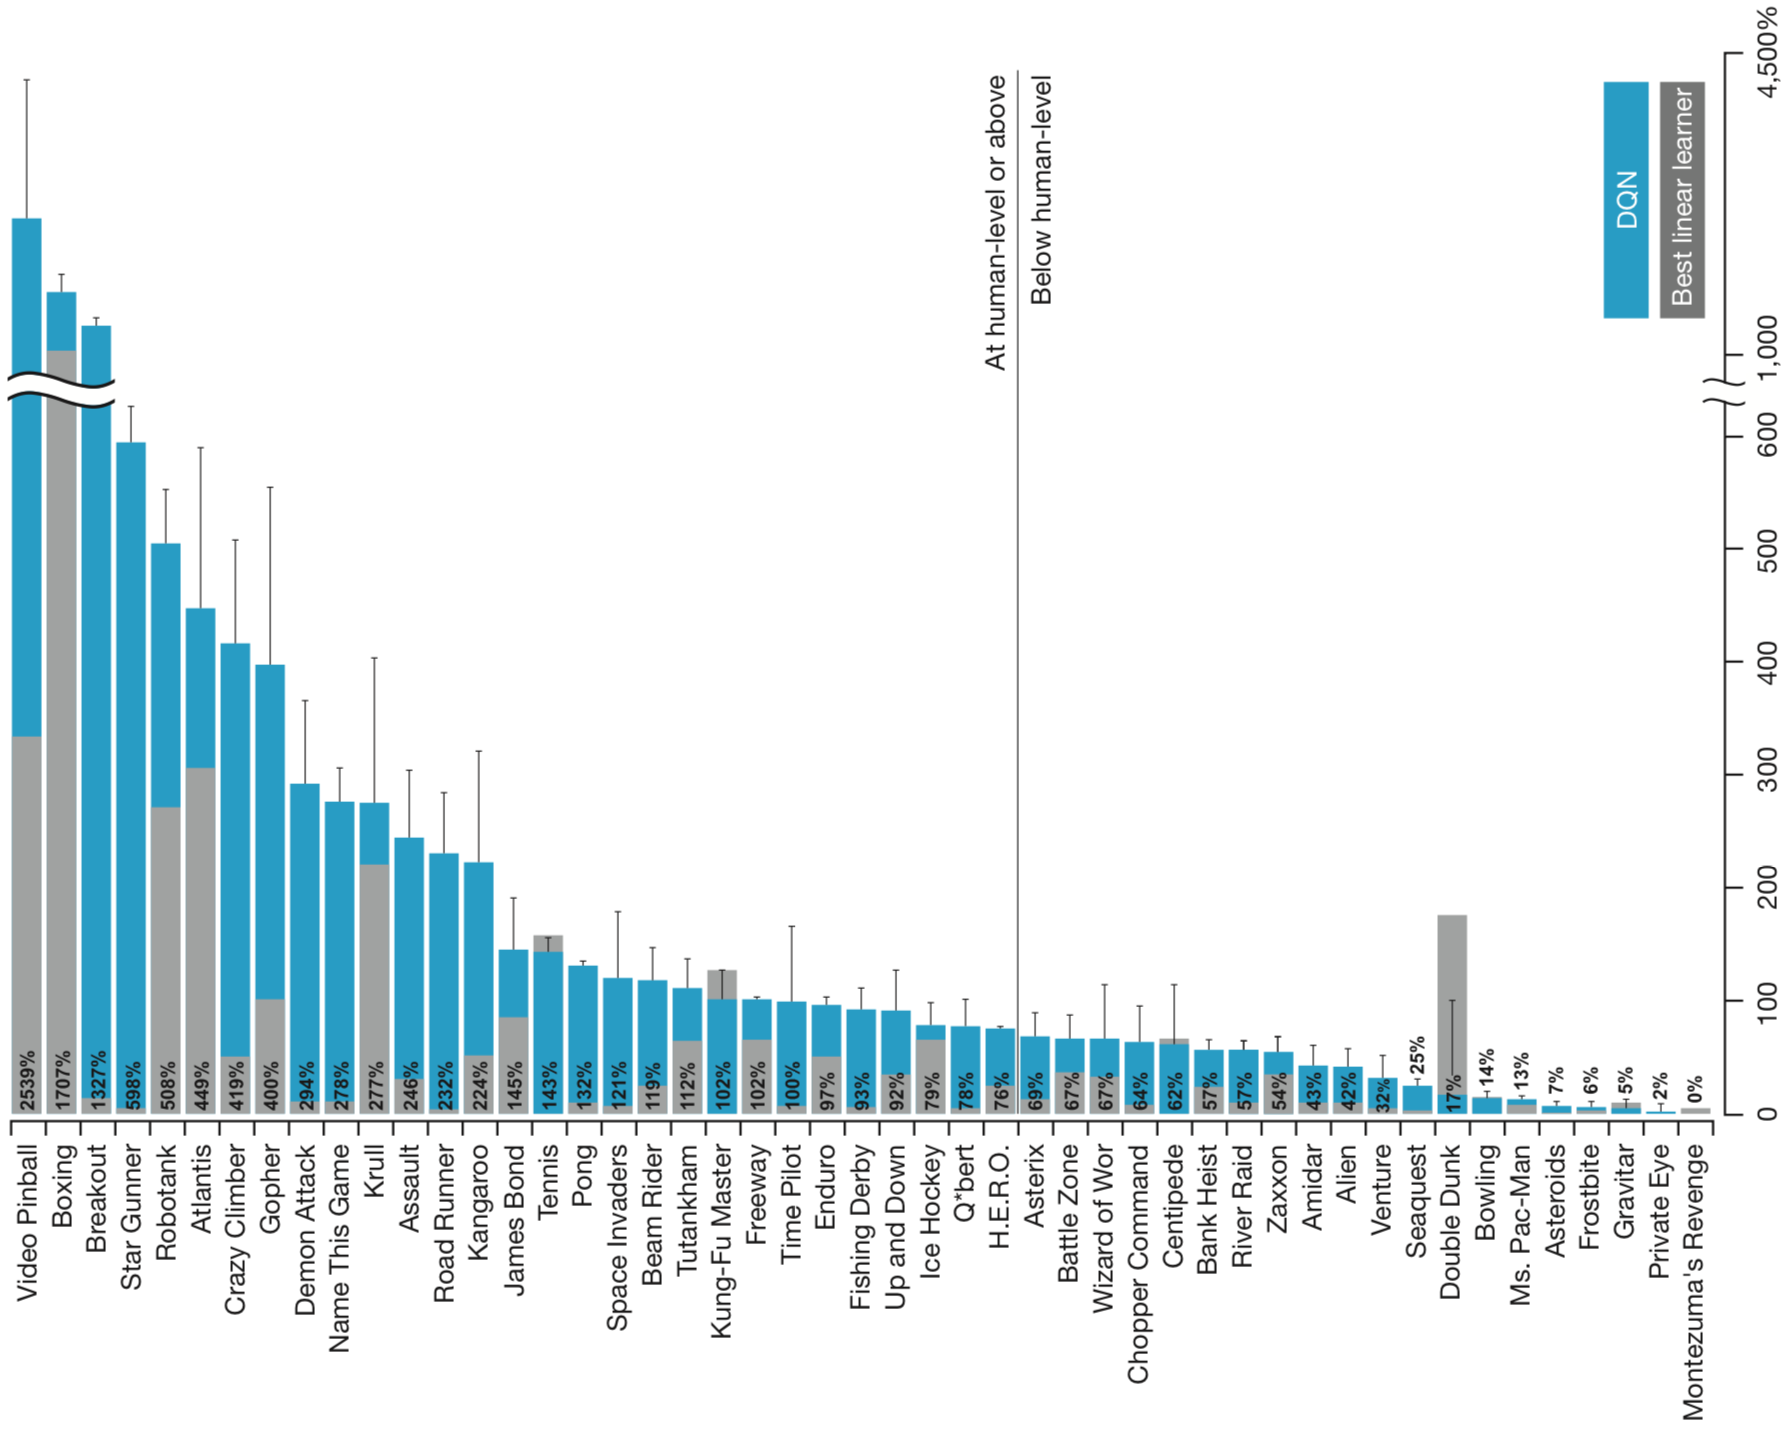 At human-level or above
Below human-level
DQN
Best linear learner
4,500%
1,000
600
500
400
300
200
100
0
2539%
1707%
1327%
598%
508%
449%
419%
400%
294%
278%
277%
246%
232%
224%
145%
143%
132%
121%
119%
112%
102%
102%
100%
97%
93%
92%
79%
78%
76%
69%
67%
67%
64%
62%
57%
57%
54%
43%
42%
32%
25%
17%
14%
13%
7%
6%
5%
2%
0%
Video Pinball
Boxing
Breakout
Star Gunner
Robotank
Atlantis
Crazy Climber
Gopher
Demon Attack
Name This Game
Krull
Assault
Road Runner
Kangaroo
James Bond
Tennis
Pong
Space Invaders
Beam Rider
Tutankham
Kung-Fu Master
Freeway
Time Pilot
Enduro
Fishing Derby
Up and Down
Ice Hockey
Q*bert
H.E.R.O.
Asterix
Battle Zone
Wizard of Wor
Chopper Command
Centipede
Bank Heist
River Raid
Zaxxon
Amidar
Alien
Venture
Seaquest
Double Dunk
Bowling
Ms. Pac-Man
Asteroids
Frostbite
Gravitar
Private Eye
Montezuma's Revenge